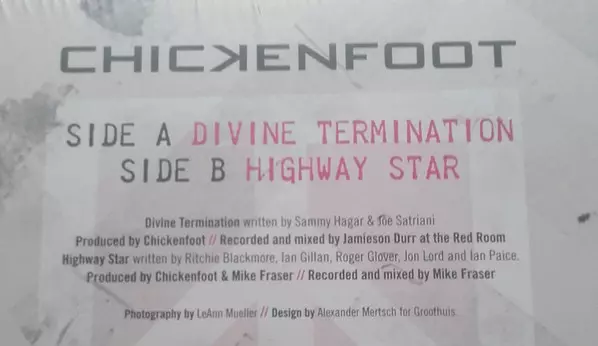 CHICKENFOOT
SIDE A DIVINE TERMINATION
SIDE B HIGHWAY STAR
Divine Termination written by Sammy Hagar & Joe Satriani
Produced by Chickenfoot // Recorded and mixed by Jamieson Durr at the Red Room
Highway Star written by Ritchie Blackmore, Ian Gillan, Roger Glover, Jon Lord and Ian Paice.
Produced by Chickenfoot & Mike Fraser // Recorded and mixed by Mike Fraser
Photography by LeAnn Mueller // Design by Alexander Mertsch for Groothuis.